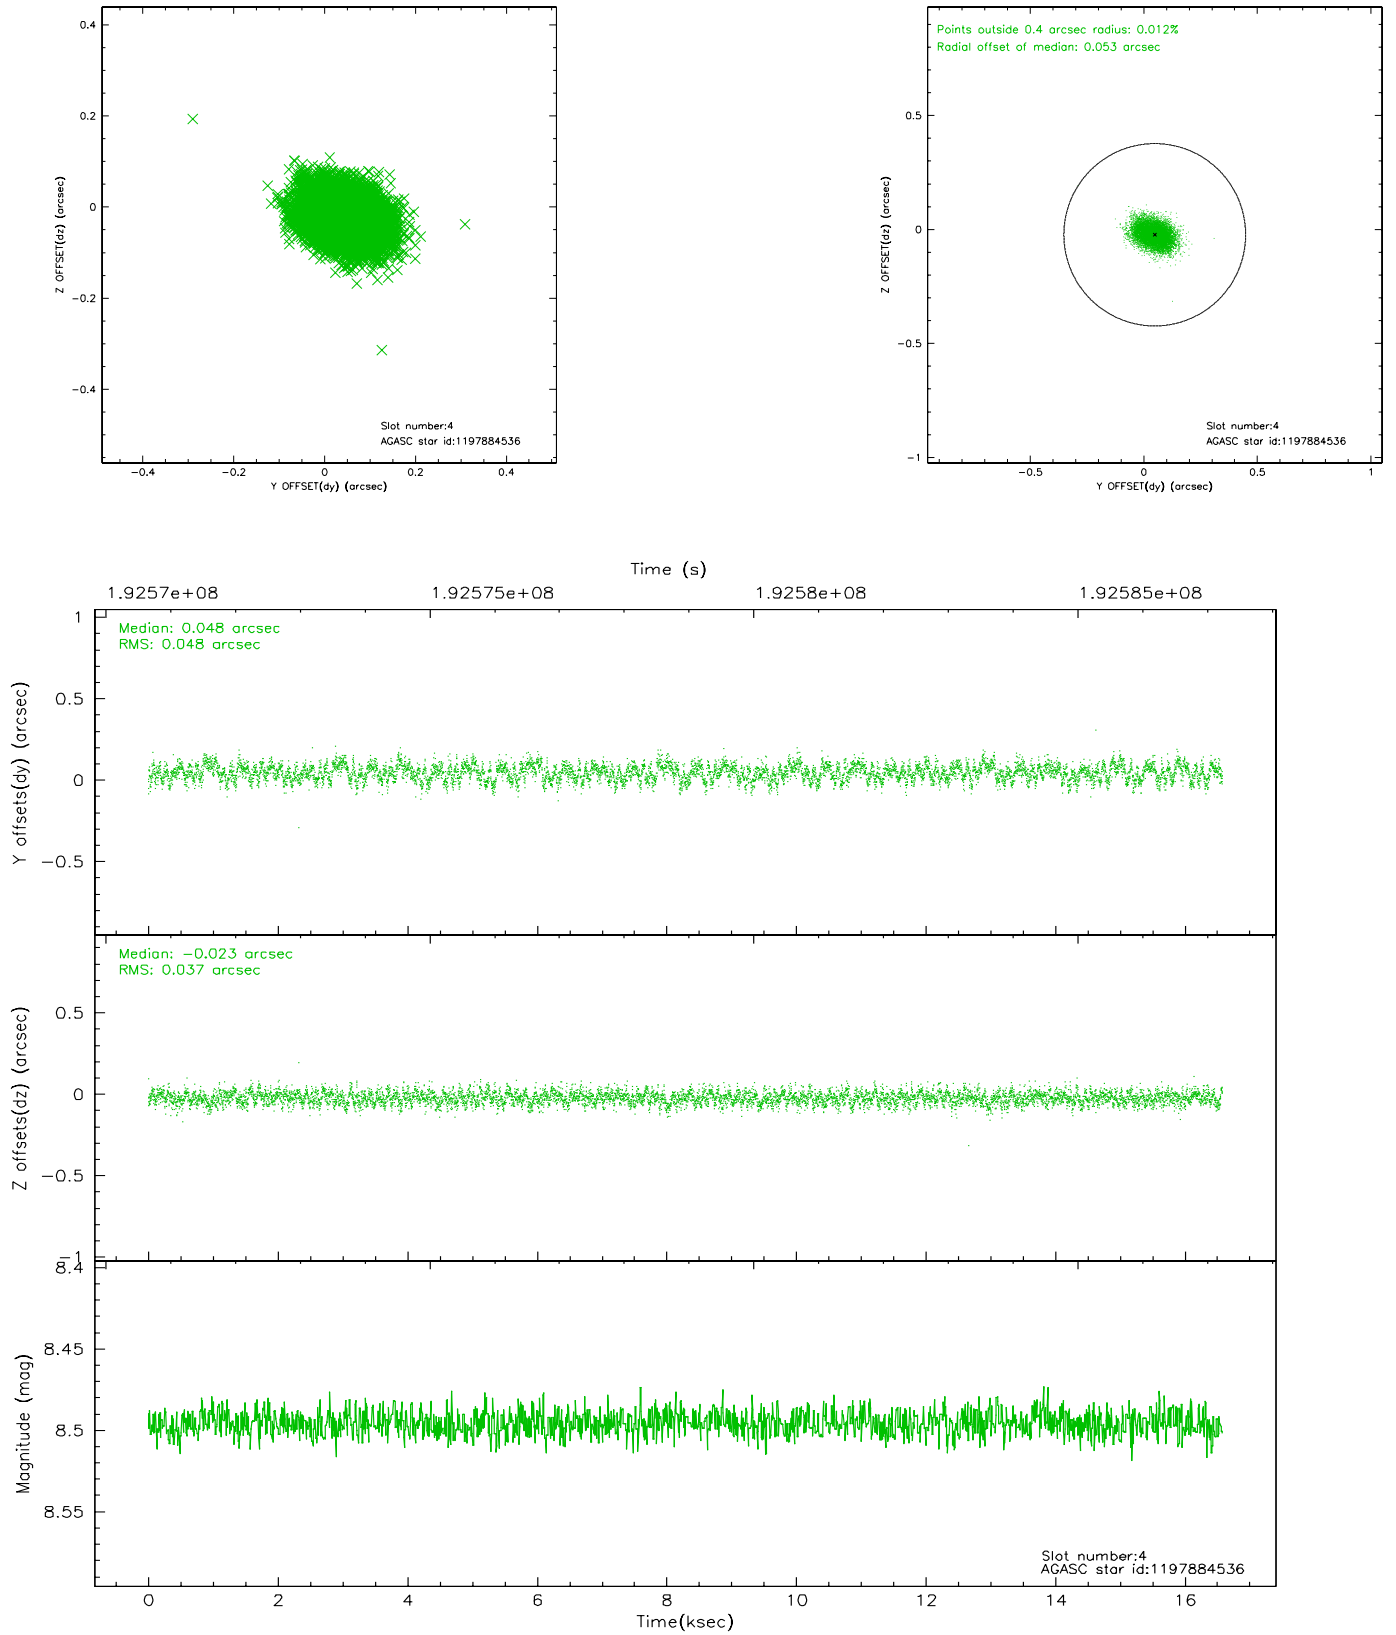 0.4
0.2
0
-0.2
-0.4
Z OFFSET(dz) (arcsec)
Slot number:4
AGASC star id:1197884536
-0.4 -0.2 0 0.2 0.4
Y OFFSET(dy) (arcsec)
Points outside 0.4 arcsec radius: 0.012%
Radial offset of median: 0.053 arcsec
0.5
0
-0.5
-1
Z OFFSET(dz) (arcsec)
Slot number:4
AGASC star id:1197884536
-0.5 0 0.5 1
Y OFFSET(dy) (arcsec)
Time (s)
1.9257e+08 1.92575e+08 1.9258e+08 1.92585e+08
Median: 0.048 arcsec
RMS: 0.048 arcsec
1
0.5
0
-0.5
Y offsets(dy) (arcsec)
Median: -0.023 arcsec
RMS: 0.037 arcsec
0.5
0
-0.5
-1
Z offsets(dz) (arcsec)
8.4
8.45
8.5
8.55
Magnitude (mag)
Slot number:4
AGASC star id:1197884536
0 2 4 6 8 10 12 14 16
Time(ksec)